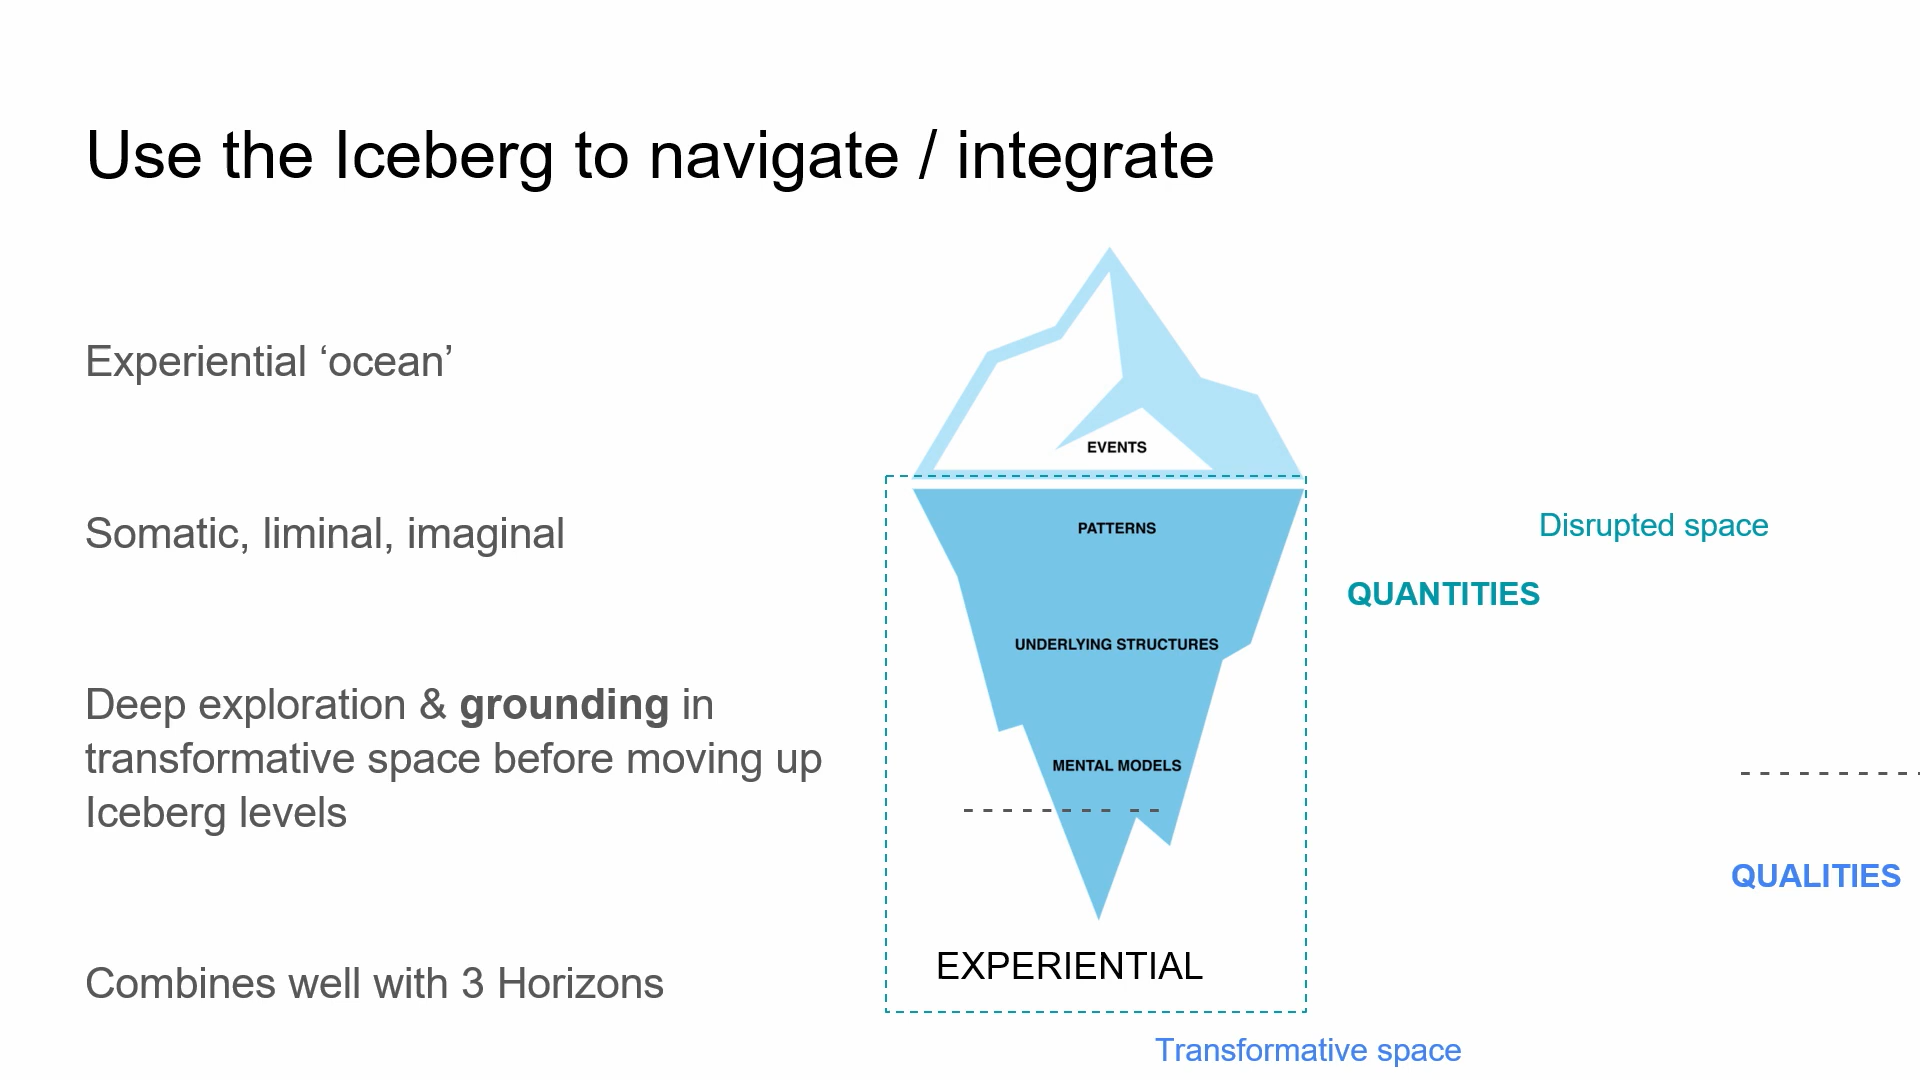 Use the Iceberg to navigate / integrate
Experiential ‘ocean’
Somatic, liminal, imaginal
Deep exploration & grounding in
transformative space before moving up
Iceberg levels
Combines well with 3 Horizons
EVENTS
PATTERNS
UNDERLYING STRUCTURES
MENTAL MODELS
EXPERIENTIAL
Disrupted space
QUANTITIES
QUALITIES
Transformative space